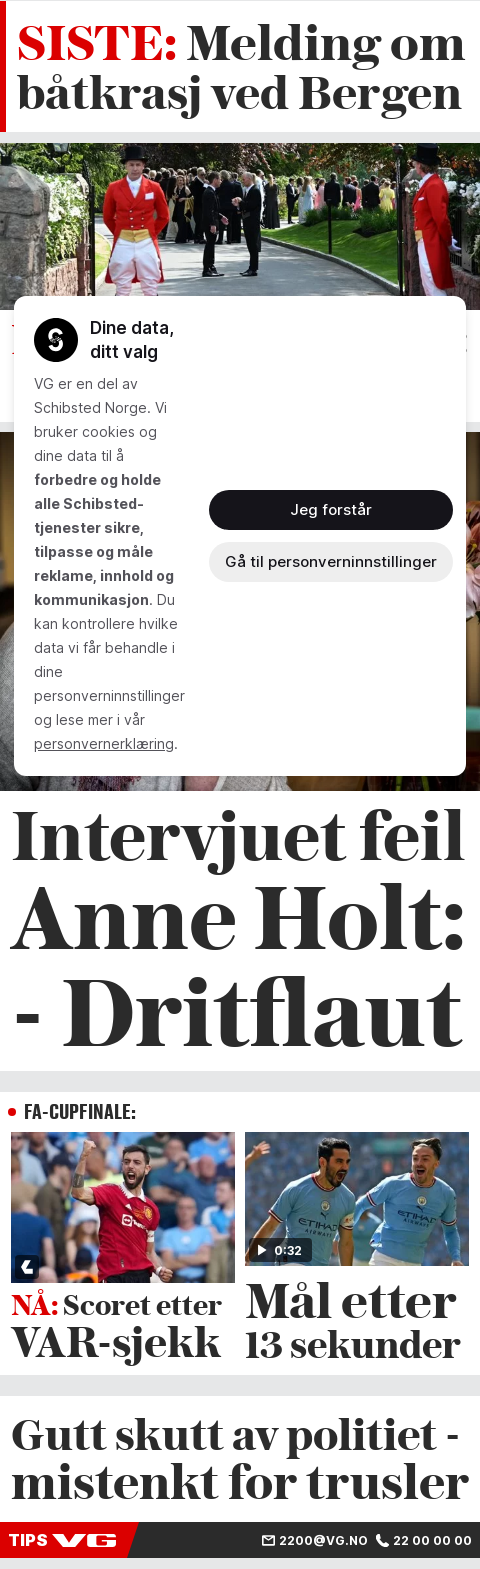 SISTE: Melding om
båtkrasj ved Bergen
Dine data,
ditt valg
VG er en del av
Schibsted Norge. Vi
bruker cookies og
dine data til å
forbedre og holde
alle Schibsted-
tjenester sikre,
tilpasse og måle
reklame, innhold og
kommunikasjon. Du
kan kontrollere hvilke
data vi får behandle i
dine
personverninnstillinger
og lese mer i vår
personvernerklæring.
Jeg forstår
Gå til personverninnstillinger
Intervjuet feil
Anne Holt:
- Dritflaut
FA-CUPFINALE:
NÅ: Scoret etter
VAR-sjekk
ETIHAD
AIRWAYS
ETIHAD
AIRWAYS
0:32
Mål etter
13 sekunder
Gutt skutt av politiet -
mistenkt for trusler
TIPS VG
2200@VG.NO 22 00 00 00